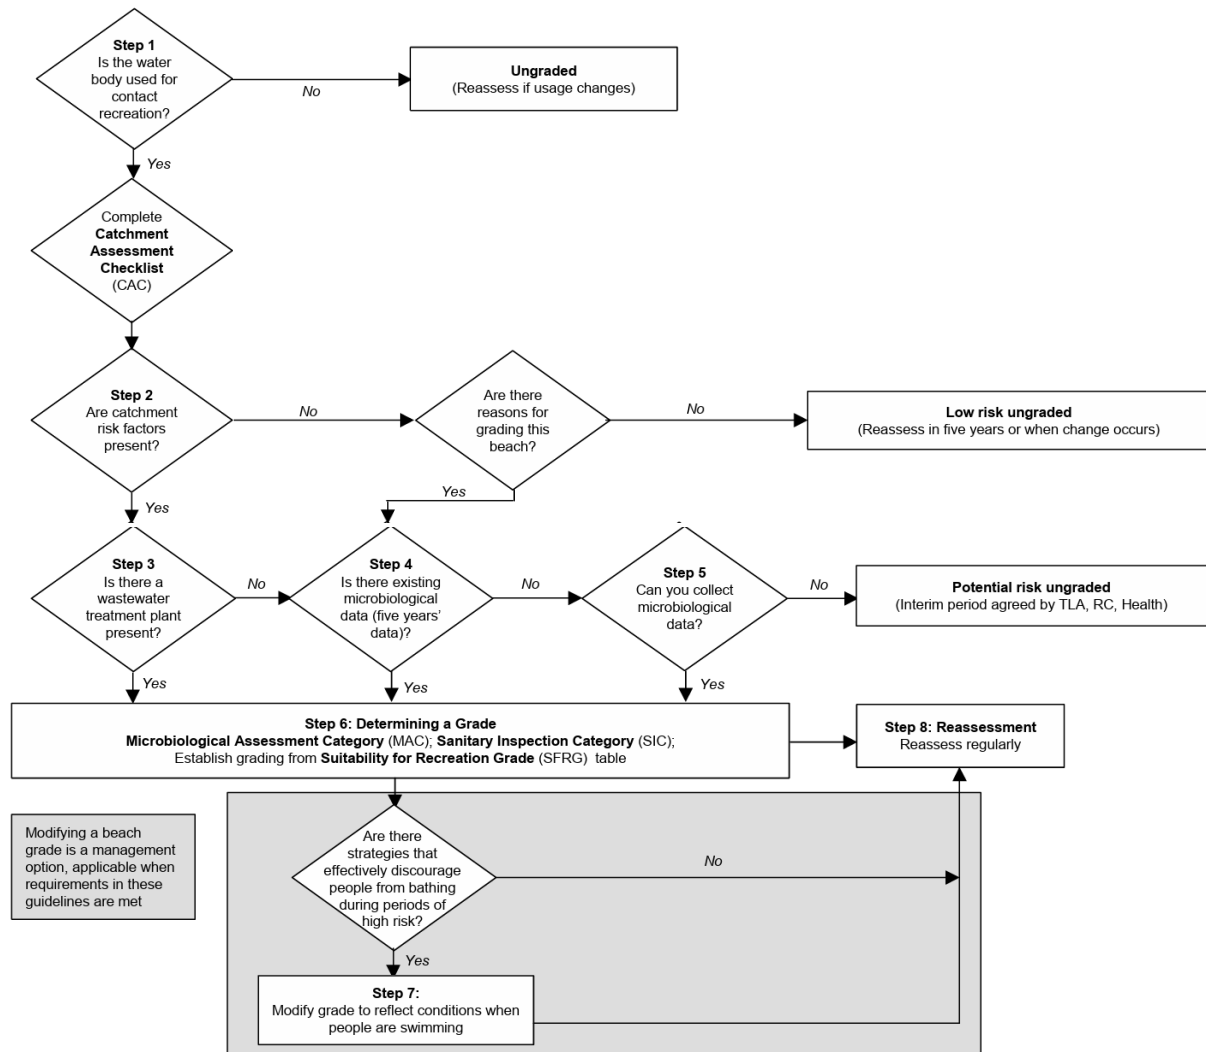 Step 1
Is the water
body used for
contact
recreation?
No
Ungraded
(Reassess if usage changes)
Yes
Complete
Catchment
Assessment
Checklist
(CAC)
Step 2
Are catchment
risk factors
present?
No
Are there
reasons for
grading this
beach?
No
Low risk ungraded
(Reassess in five years or when change occurs)
Yes
Yes
Step 3
Is there a
wastewater
treatment plant
present?
No
Step 4
Is there existing
microbiological
data (five years'
data)?
No
Step 5
Can you collect
microbiological
data?
No
Potential risk ungraded
(Interim period agreed by TLA, RC, Health)
Yes
Yes
Yes
Step 6: Determining a Grade
Microbiological Assessment Category (MAC); Sanitary Inspection Category (SIC);
Establish grading from Suitability for Recreation Grade (SFRG) table
Step 8: Reassessment
Reassess regularly
Modifying a beach
grade is a management
option, applicable when
requirements in these
guidelines are met
Are there
strategies that
effectively discourage
people from bathing
during periods of
high risk?
No
Yes
Step 7:
Modify grade to reflect conditions when
people are swimming